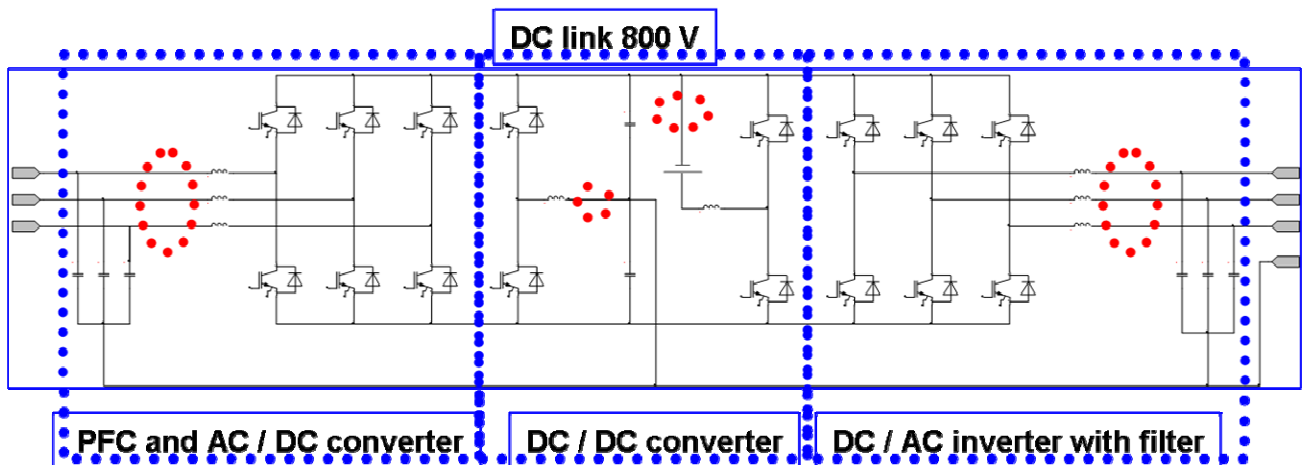 DC link 800 V
PFC and AC / DC converter
DC / DC converter
DC / AC inverter with filter